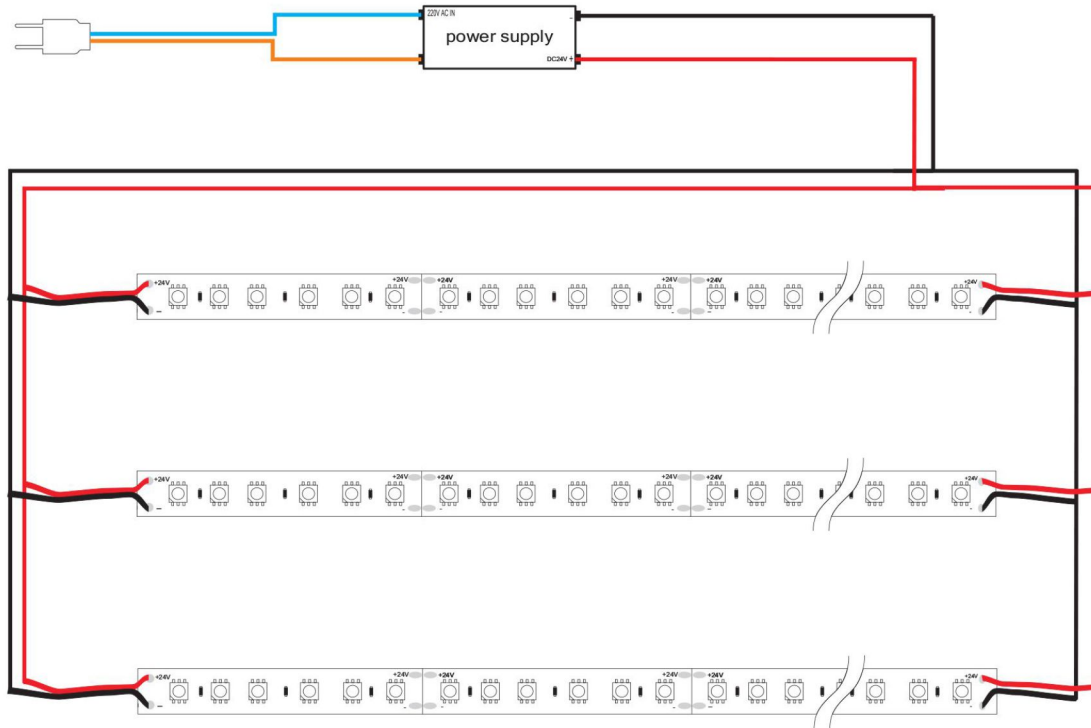 220V AC IN -
power supply
DC24V +
+24V +24V +24V +24V +24V +24V
- - - - - -
+24V +24V +24V +24V +24V +24V
- - - - - -
+24V +24V +24V +24V +24V +24V
- - - - - -